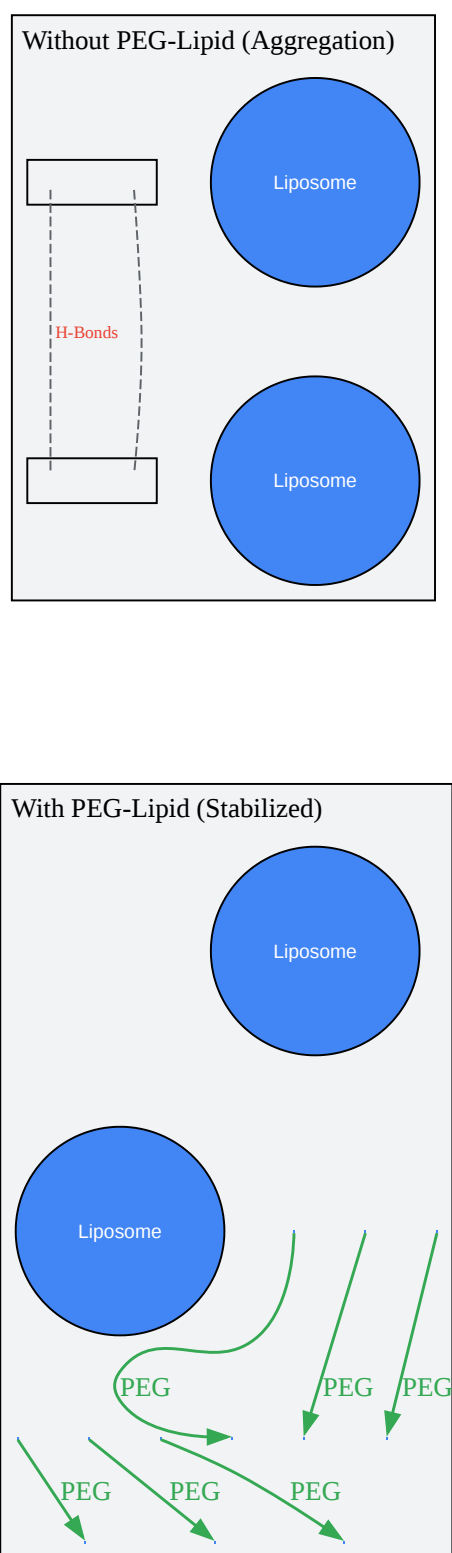 Without PEG-Lipid (Aggregation)
Liposome
H-Bonds
Liposome
With PEG-Lipid (Stabilized)
Liposome
Liposome
PEG
PEG
PEG
PEG
PEG
PEG